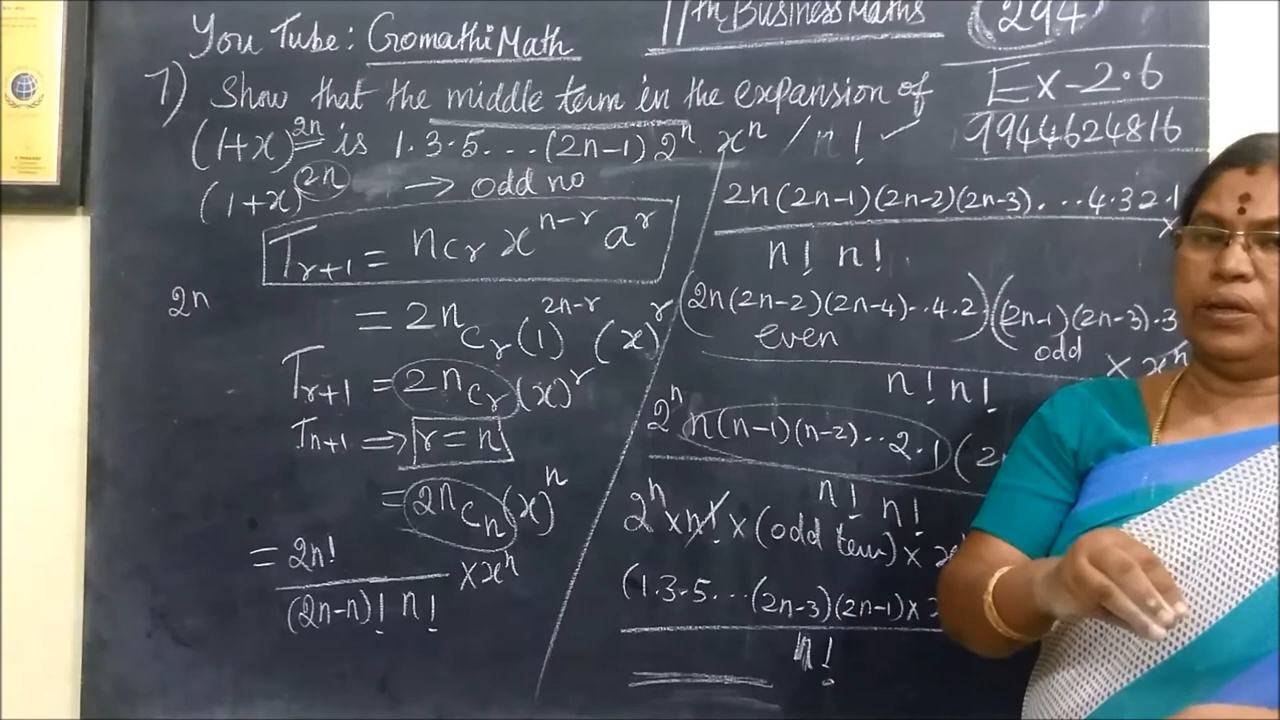 You Tube: Gomathi Math
11th Business Maths
294
Ex-2.6
9944624816
7) Show that the middle term in the expansion of
(1+x)^2n is 1.3.5...(2n-1) 2^n. x^n / n!
(1+x)^2n → odd no
T_r+1 = nC_r x^n-r a^r
2n
= 2nC_r (1)^2n-r (x)^r
T_r+1 = 2nC_r (x)^r
T_n+1 ⇒ r = n
= 2nC_n (x)^n
= 2n!
(2n-n)! n! × x^n
2n(2n-1)(2n-2)(2n-3)...4.3 2.1 ×
n! n!
(2n(2n-2)(2n-4)..4.2)((2n-1)(2n-3).3
even odd × x^n
n! n!
2^n n(n-1)(n-2)..2.1 (2
n! n!
2^n × n! × (odd term) ×
(1.3.5...(2n-3)(2n-1) ×
n!